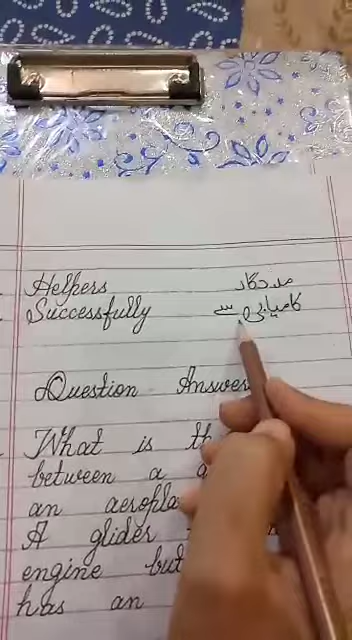 Helpers مددگار
Successfully کامیابی سے
Question Answer
What is th
between a
an aeropla
A glider
engine but
has an